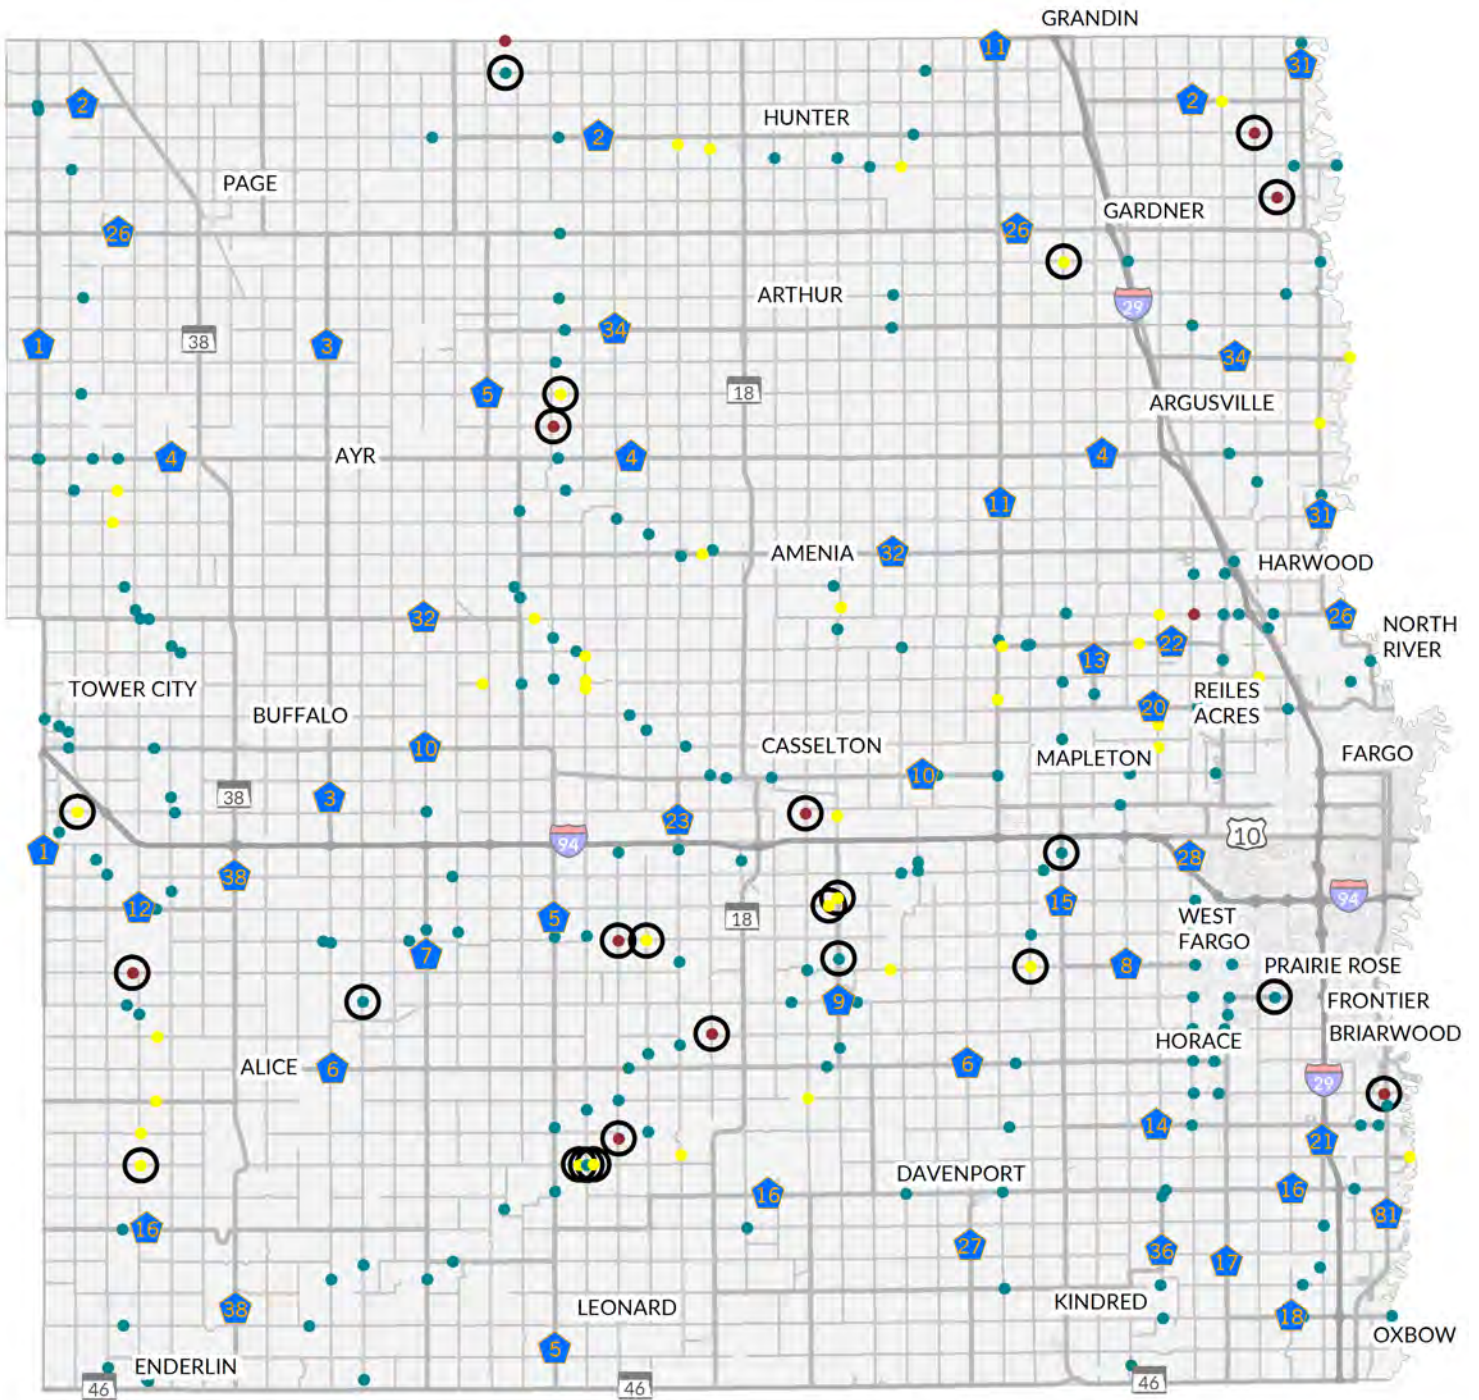 GRANDIN
11
31
2
2
HUNTER
2
PAGE
GARDNER
26
26
ARTHUR
29
34
1
38
3
34
5
18
ARGUSVILLE
AYR
4
4
4
11
31
AMENIA
32
HARWOOD
32
26
NORTH
RIVER
22
13
TOWER CITY
REILES
ACRES
20
BUFFALO
10
CASSELTON
MAPLETON
FARGO
10
38
3
23
94
10
1
28
38
94
12
5
18
15
WEST
FARGO
7
8
PRAIRIE ROSE
9
FRONTIER
BRIARWOOD
HORACE
ALICE
6
6
29
14
21
DAVENPORT
16
16
81
16
27
36
17
38
LEONARD
KINDRED
18
OXBOW
5
ENDERLIN
46
46
46